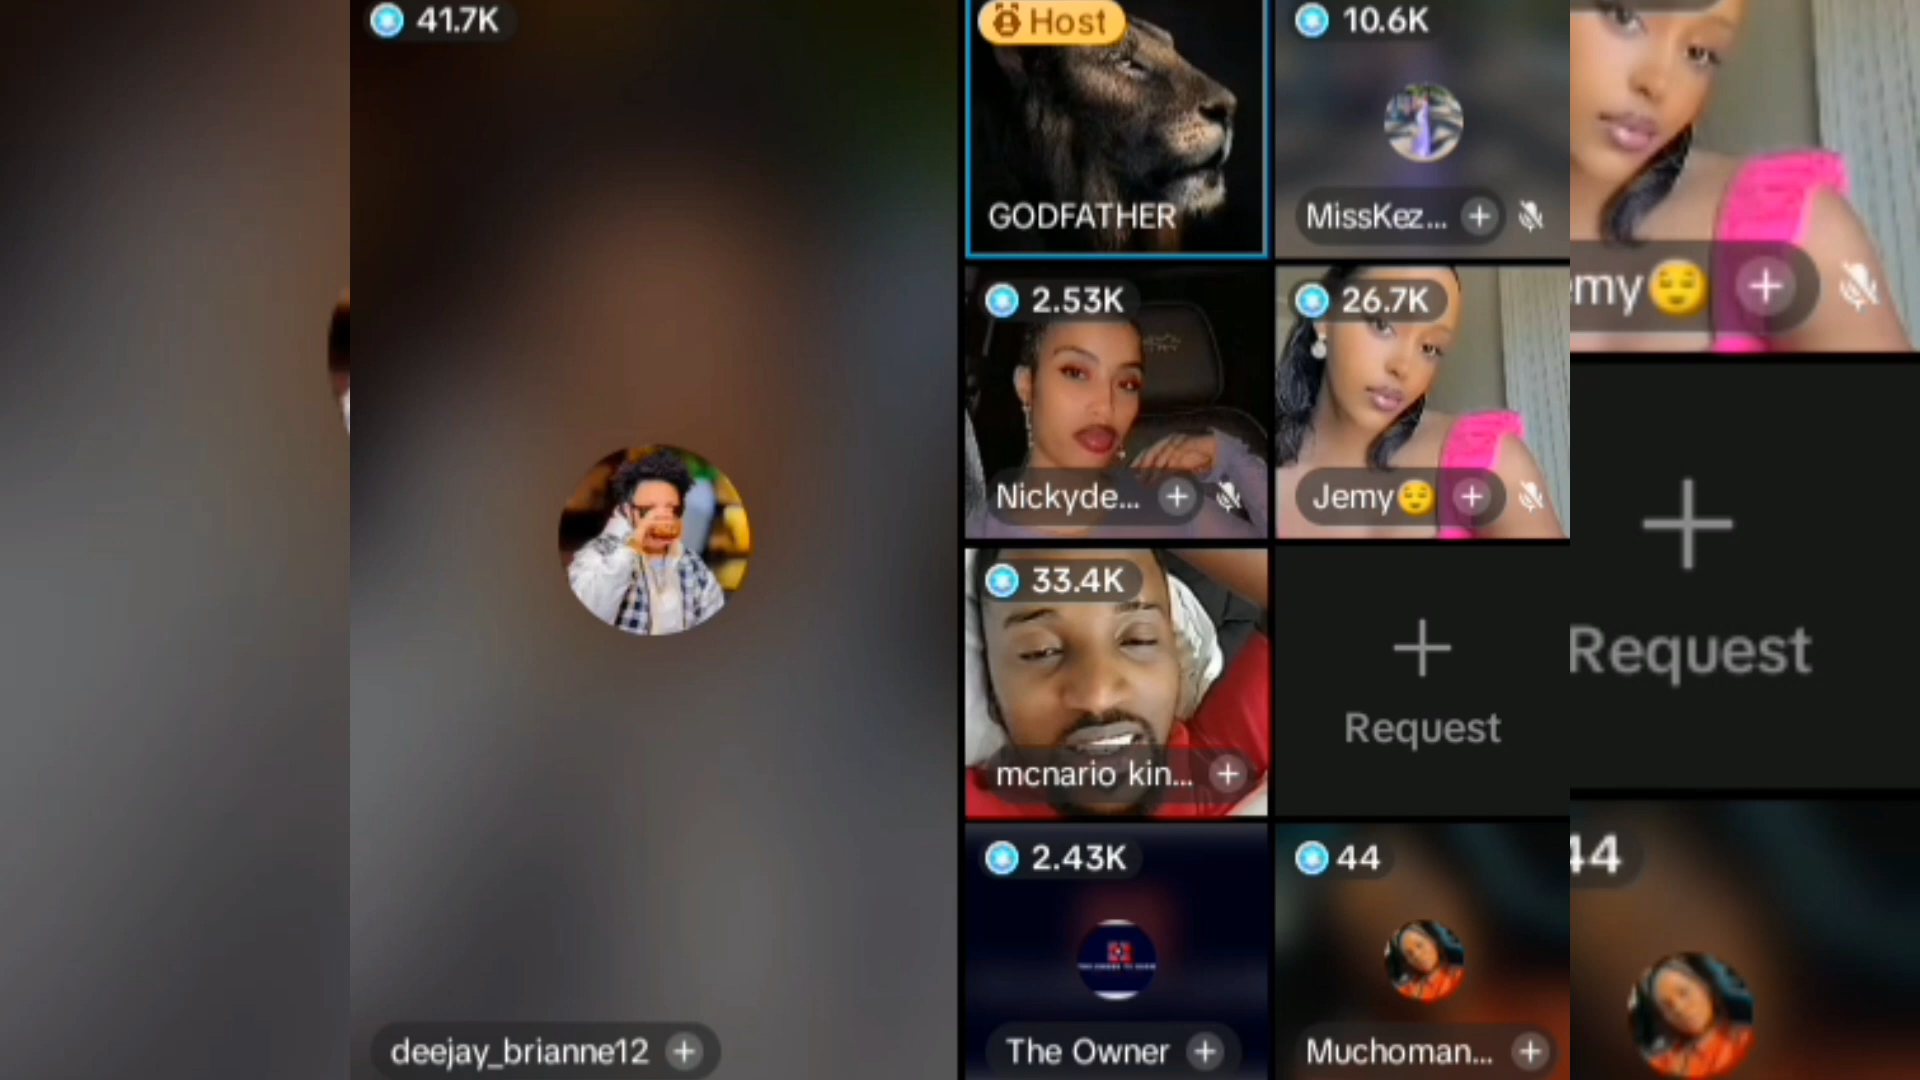 41.7K
Host
GODFATHER
10.6K
MissKez...
2.53K
Nickyde...
26.7K
Jemy😌
my😌
33.4K
mcnario kin...
Request
Request
2.43K
The Owner
44
Muchoman...
44
deejay_brianne12